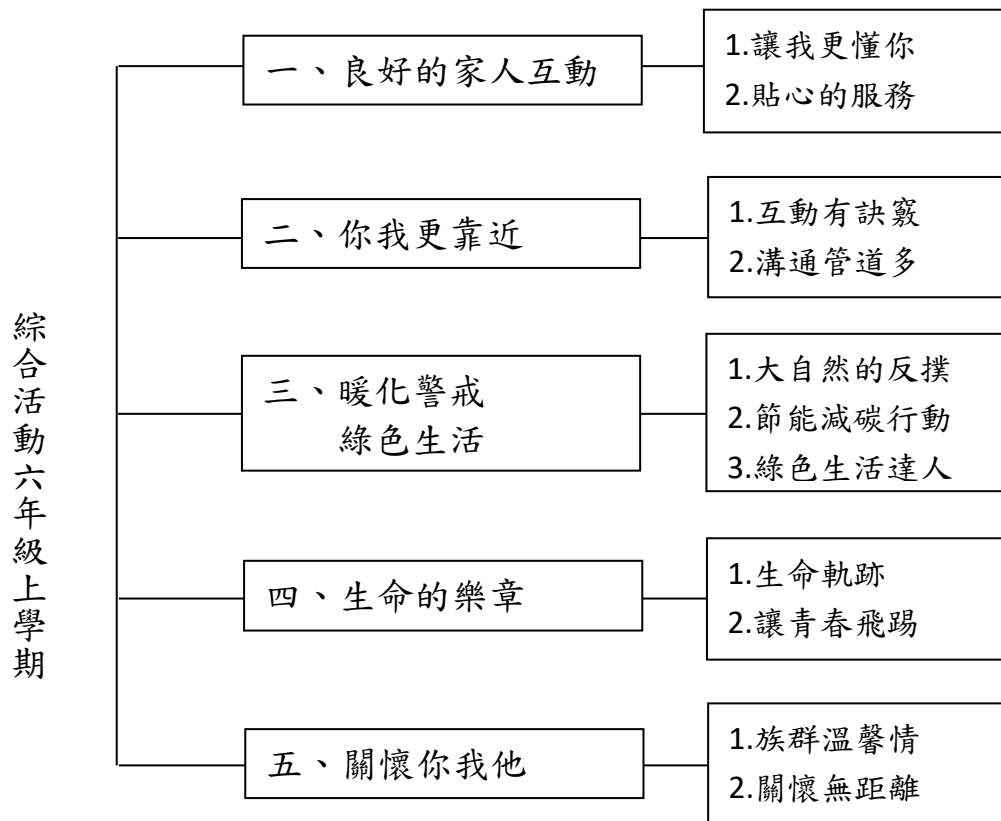 綜合活動六年級上學期
一、良好的家人互動
1.讓我更懂你
2.貼心的服務
二、你我更靠近
1.互動有訣竅
2.溝通管道多
三、暖化警戒
綠色生活
1.大自然的反撲
2.節能減碳行動
3.綠色生活達人
四、生命的樂章
1.生命軌跡
2.讓青春飛踢
五、關懷你我他
1.族群溫馨情
2.關懷無距離